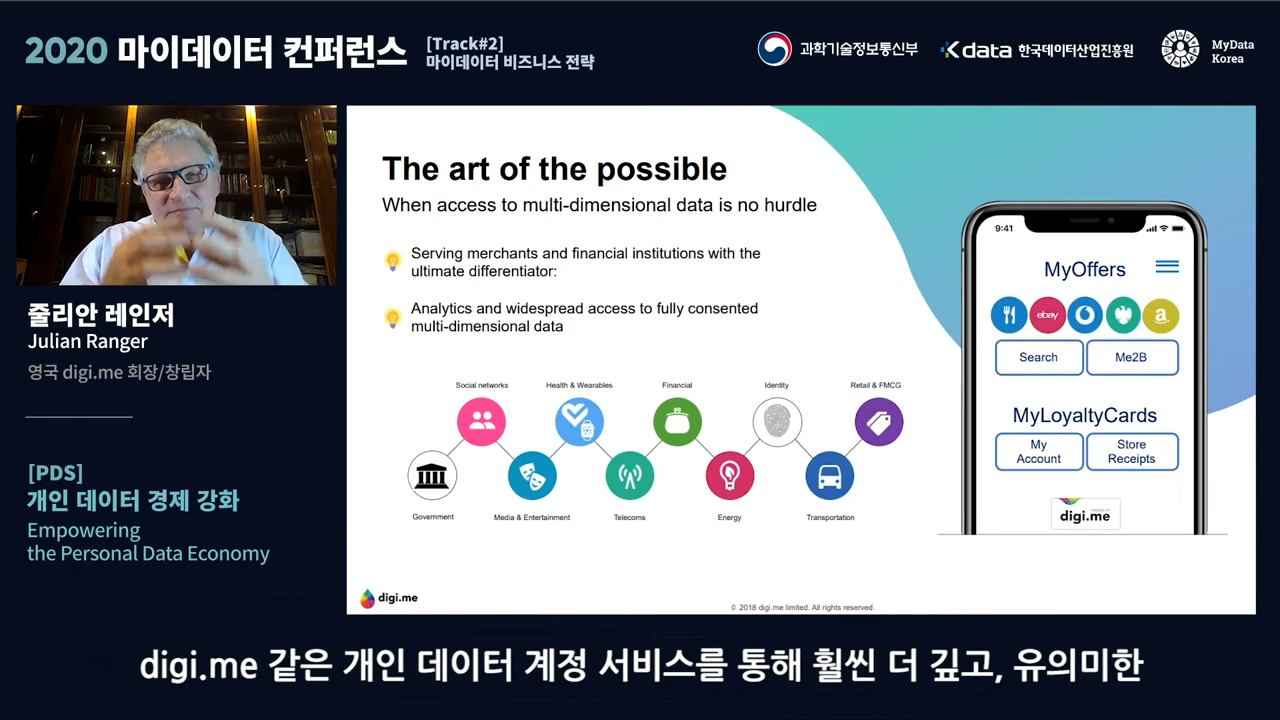 2020 마이데이터 컨퍼런스
[Track#2]
마이데이터 비즈니스 전략
과학기술정보통신부
Kdata 한국데이터산업진흥원
MyData
Korea
줄리안 레인저
Julian Ranger
영국 digi.me 회장/창립자
[PDS]
개인 데이터 경제 강화
Empowering
the Personal Data Economy
The art of the possible
When access to multi-dimensional data is no hurdle
Serving merchants and financial institutions with the
ultimate differentiator:
Analytics and widespread access to fully consented
multi-dimensional data
Social networks
Health & Wearables
Financial
Identity
Retail & FMCG
Government
Media & Entertainment
Telecoms
Energy
Transportation
9:41
MyOffers
ebay
a
Search
Me2B
MyLoyaltyCards
My
Account
Store
Receipts
digi.me
digi.me
© 2018 digi.me limited. All rights reserved.
digi.me 같은 개인 데이터 계정 서비스를 통해 훨씬 더 깊고, 유의미한